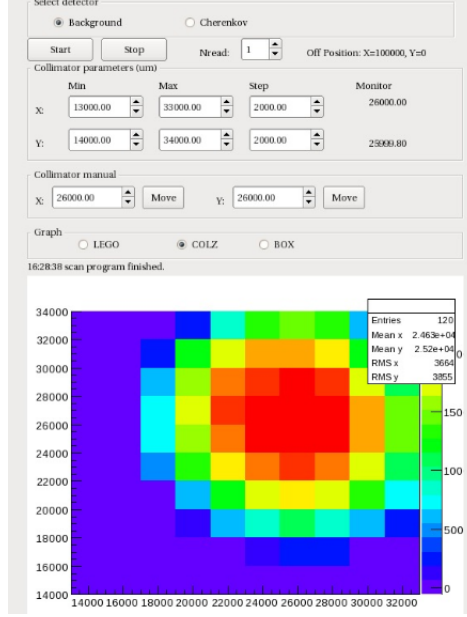 Select detector
Background Cherenkov
Start Stop Nread: 1 Off Position: X=100000, Y=0
Collimator parameters (um)
Min Max Step Monitor
X: 13000.00 33000.00 2000.00 26000.00
Y: 14000.00 34000.00 2000.00 25999.80
Collimator manual
X: 26000.00 Move Y: 26000.00 Move
Graph
LEGO COLZ BOX
16:28:38 scan program finished.
34000
Entries 120
Mean x 2.463e+04
32000
Mean y 2.52e+04
0
RMS x 3664
30000
RMS y 3855
28000
150
26000
24000
100
22000
20000
500
18000
16000
14000
0
14000 16000 18000 20000 22000 24000 26000 28000 30000 32000